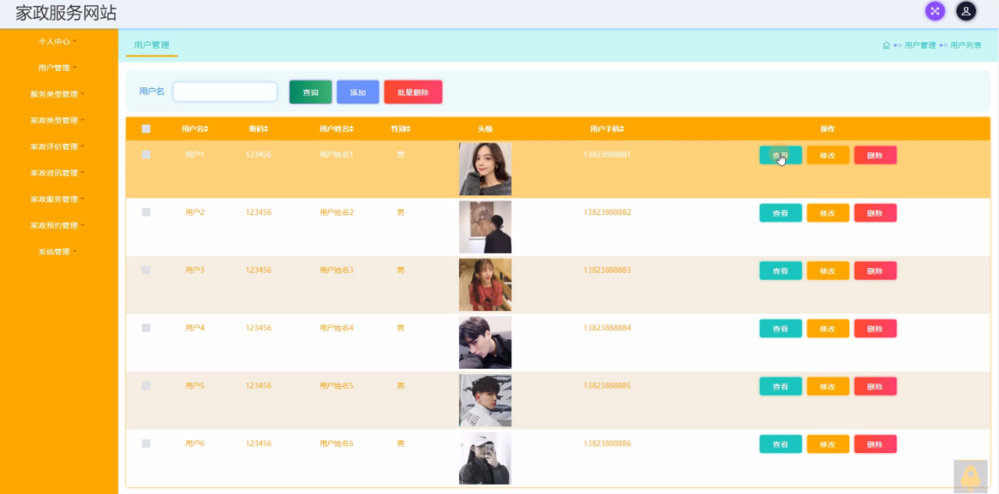 家政服务网站
个人中心
用户管理
服务类型管理
家政类型管理
家政评价管理
家政资讯管理
家政服务管理
家政预约管理
系统管理
用户管理
用户管理 用户列表
用户名 查询 添加 批量删除
用户名 密码 用户姓名 性别 头像 用户手机 操作
用户1 123456 用户姓名1 男 13823888881 查看 修改 删除
用户2 123456 用户姓名2 男 13823888882 查看 修改 删除
用户3 123456 用户姓名3 男 13823888883 查看 修改 删除
用户4 123456 用户姓名4 男 13823888884 查看 修改 删除
用户5 123456 用户姓名5 男 13823888885 查看 修改 删除
用户6 123456 用户姓名6 男 13823888886 查看 修改 删除